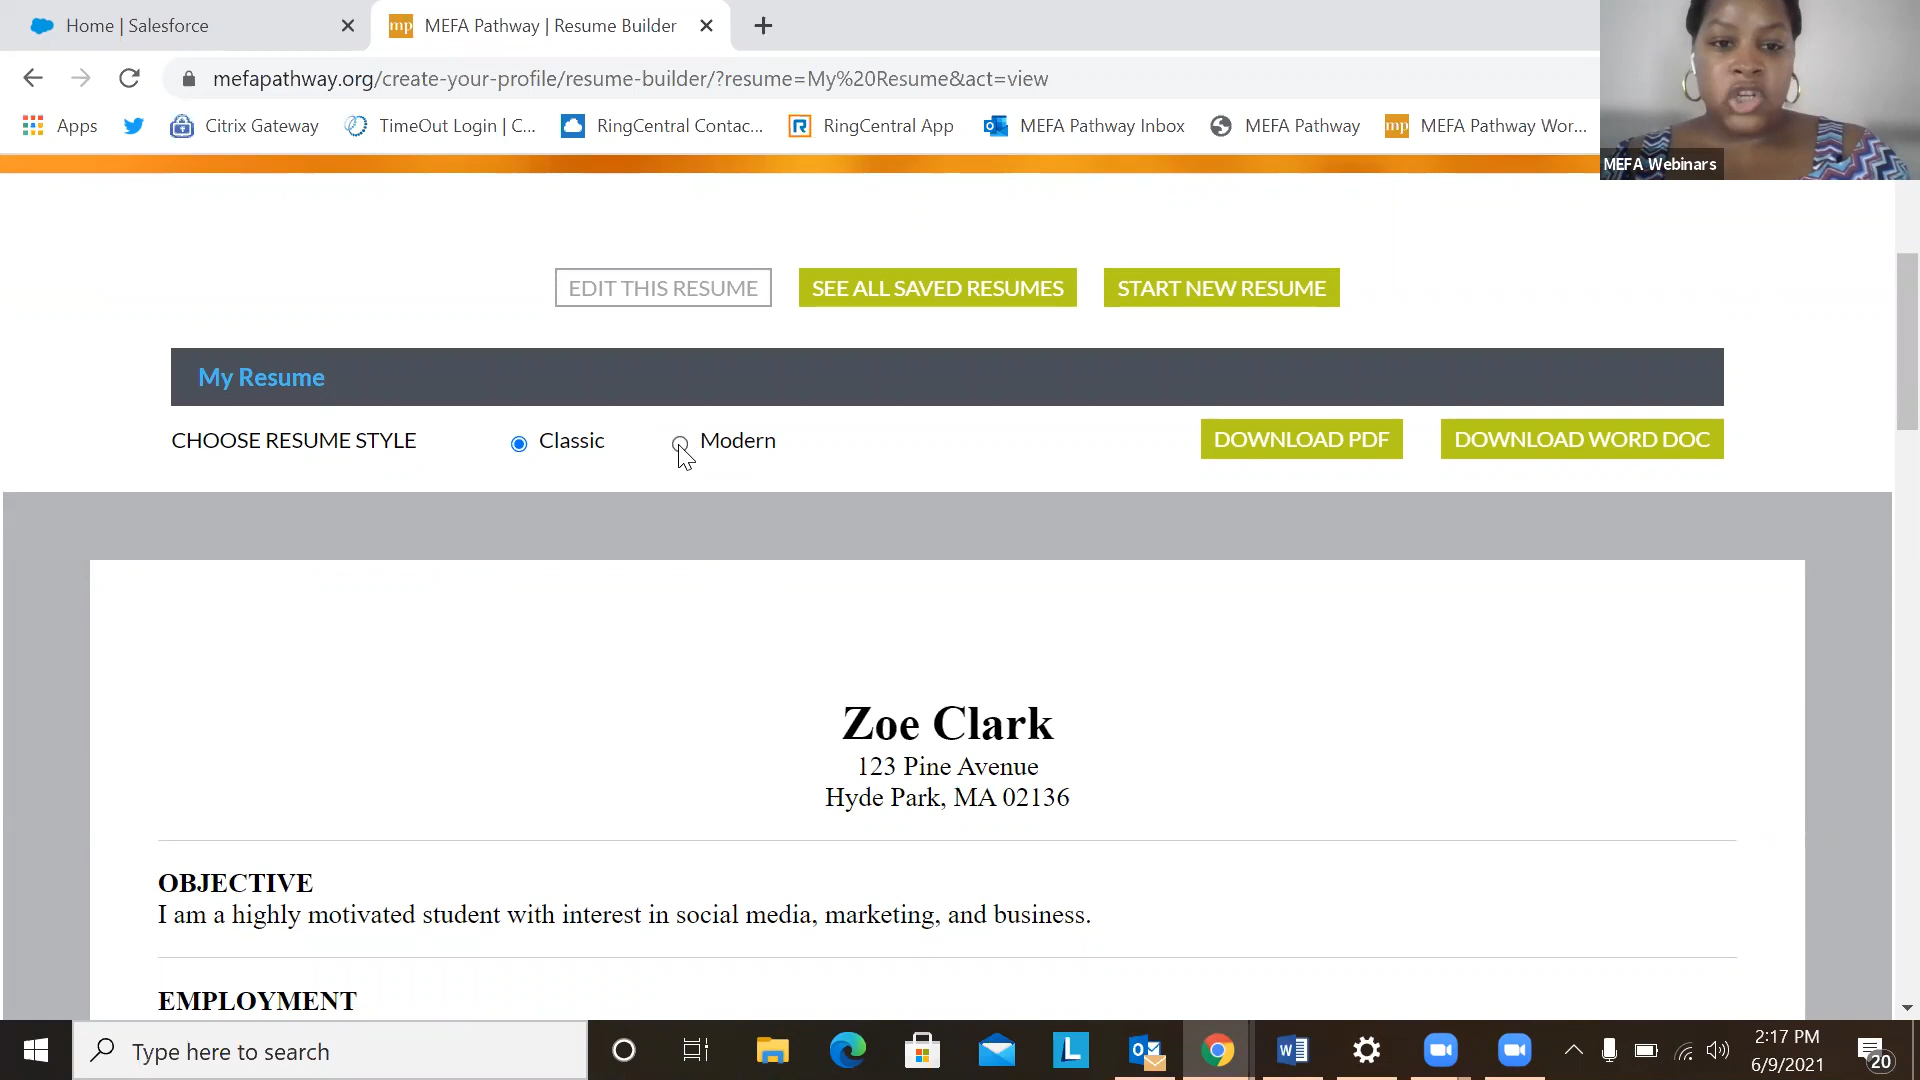 Home | Salesforce
mp MEFA Pathway | Resume Builder
mefapathway.org/create-your-profile/resume-builder/?resume=My%20Resume&act=view
Apps Citrix Gateway TimeOut Login | C... RingCentral Contac... RingCentral App MEFA Pathway Inbox MEFA Pathway mp MEFA Pathway Wor...
MEFA Webinars
EDIT THIS RESUME SEE ALL SAVED RESUMES START NEW RESUME
My Resume
CHOOSE RESUME STYLE Classic Modern DOWNLOAD PDF DOWNLOAD WORD DOC
Zoe Clark
123 Pine Avenue
Hyde Park, MA 02136
OBJECTIVE
I am a highly motivated student with interest in social media, marketing, and business.
EMPLOYMENT
Type here to search
2:17 PM
6/9/2021
20